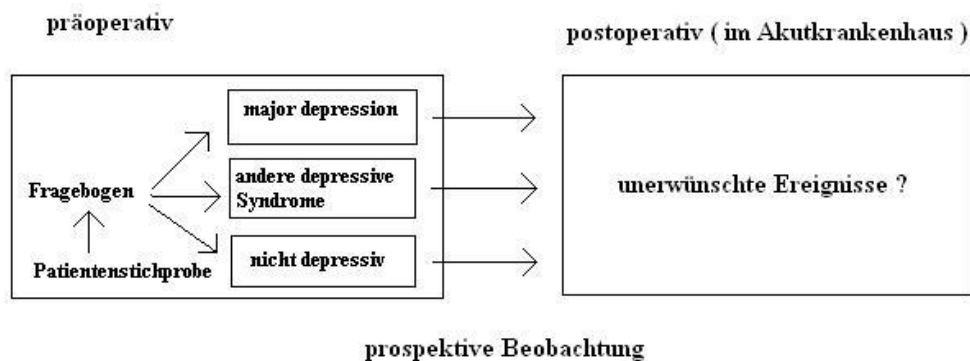 präoperativ
postoperativ ( im Akutkrankenhaus )
major depression
andere depressive
Syndrome
Fragebogen
unerwünschte Ereignisse ?
nicht depressiv
Patientenstichprobe
prospektive Beobachtung